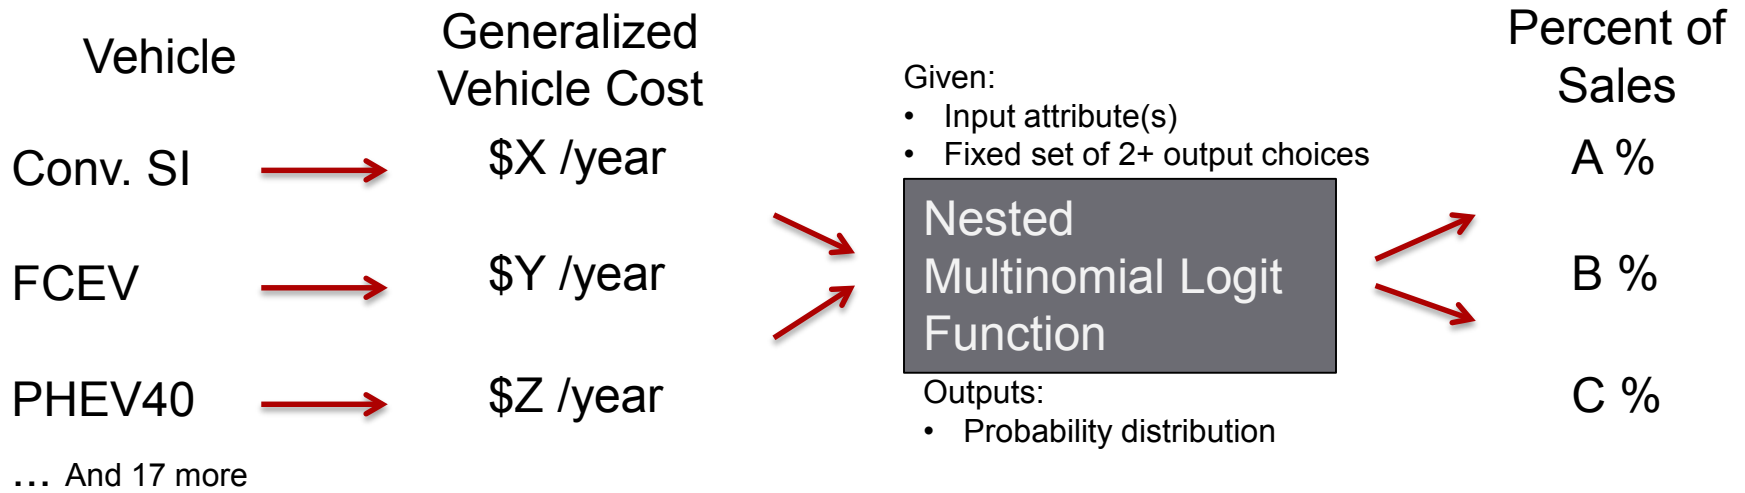 Vehicle
Generalized
Vehicle Cost
Percent of
Sales
Given:
• Input attribute(s)
• Fixed set of 2+ output choices
Conv. SI
$X /year
A %
Nested
Multinomial Logit
Function
FCEV
$Y /year
B %
PHEV40
$Z /year
C %
Outputs:
• Probability distribution
... And 17 more